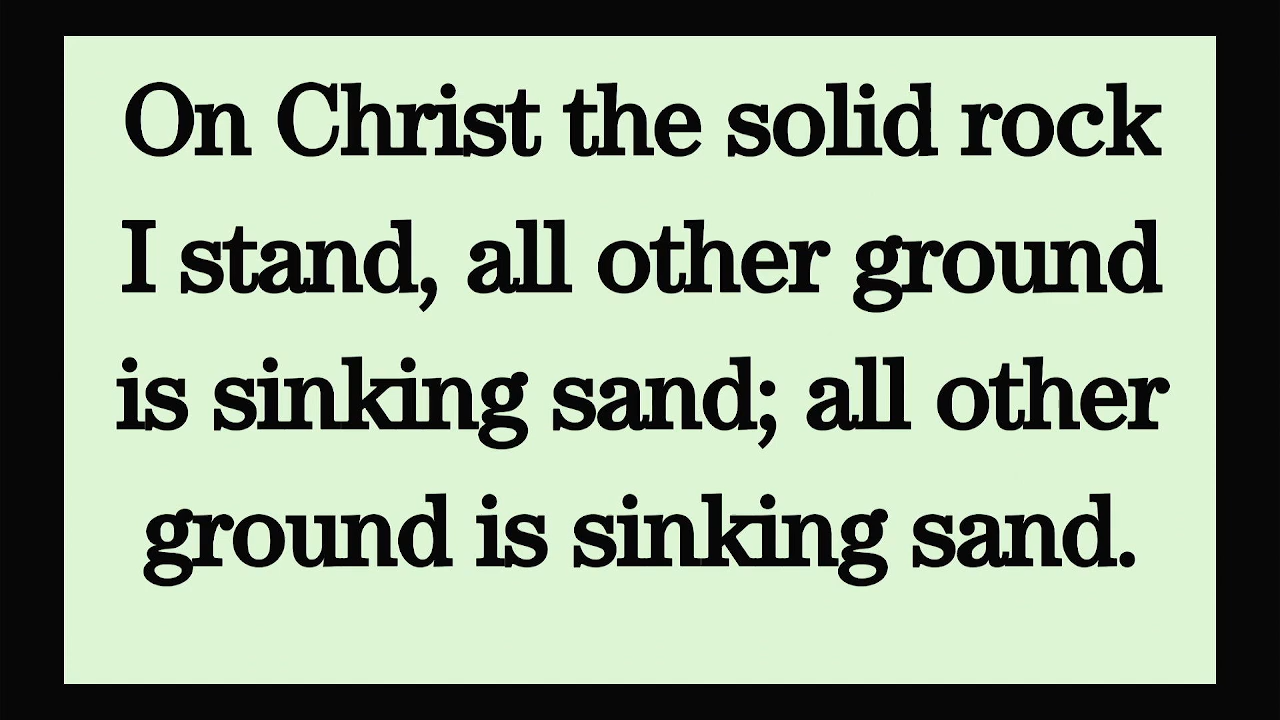 On Christ the solid rock
I stand, all other ground
is sinking sand; all other
ground is sinking sand.